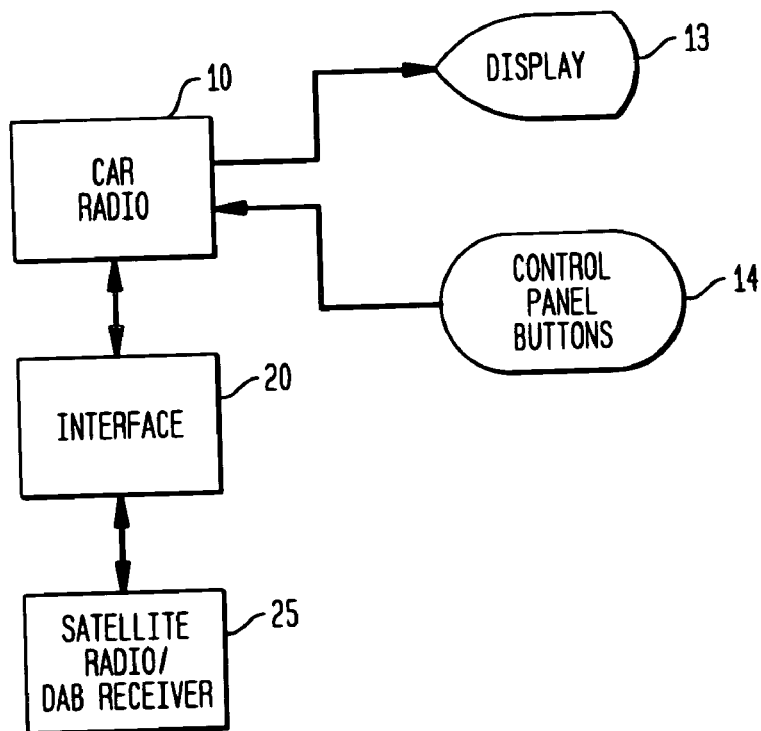 10
CAR
RADIO
DISPLAY
13
CONTROL
PANEL
BUTTONS
14
INTERFACE
20
SATELLITE
RADIO/
DAB RECEIVER
25